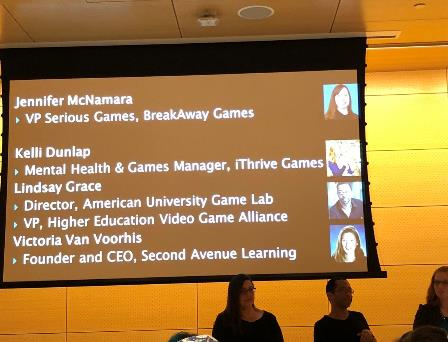 Jennifer McNamara
VP Serious Games, BreakAway Games
Kelli Dunlap
Mental Health & Games Manager, iThrive Games
Lindsay Grace
Director, American University Game Lab
VP, Higher Education Video Game Alliance
Victoria Van Voorhis
Founder and CEO, Second Avenue Learning